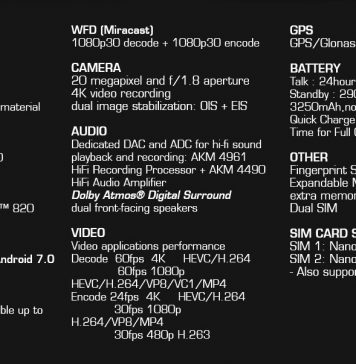 material
™ 820
ndroid 7.0
ble up to
WFD (Miracast)
1080p30 decode + 1080p30 encode
CAMERA
20 megapixel and f/1.8 aperture
4K video recording
dual image stabilization: OIS + EIS
AUDIO
Dedicated DAC and ADC for hi-fi sound
playback and recording: AKM 4961
HiFi Recording Processor + AKM 4490
HiFi Audio Amplifier
Dolby Atmos® Digital Surround
dual front-facing speakers
VIDEO
Video applications performance
Decode 60fps 4K HEVC/H.264
60fps 1080p
HEVC/H.264/VP8/VC1/MP4
Encode 24fps 4K HEVC/H.264
30fps 1080p
H.264/VP8/MP4
30fps 480p H.263
GPS
GPS/Glonas
BATTERY
Talk : 24hour
Standby : 29
3250mAh,no
Quick Charge
Time for Full
OTHER
Fingerprint S
Expandable
extra memor
Dual SIM
SIM CARD S
SIM 1: Nano
SIM 2: Nano
- Also suppor